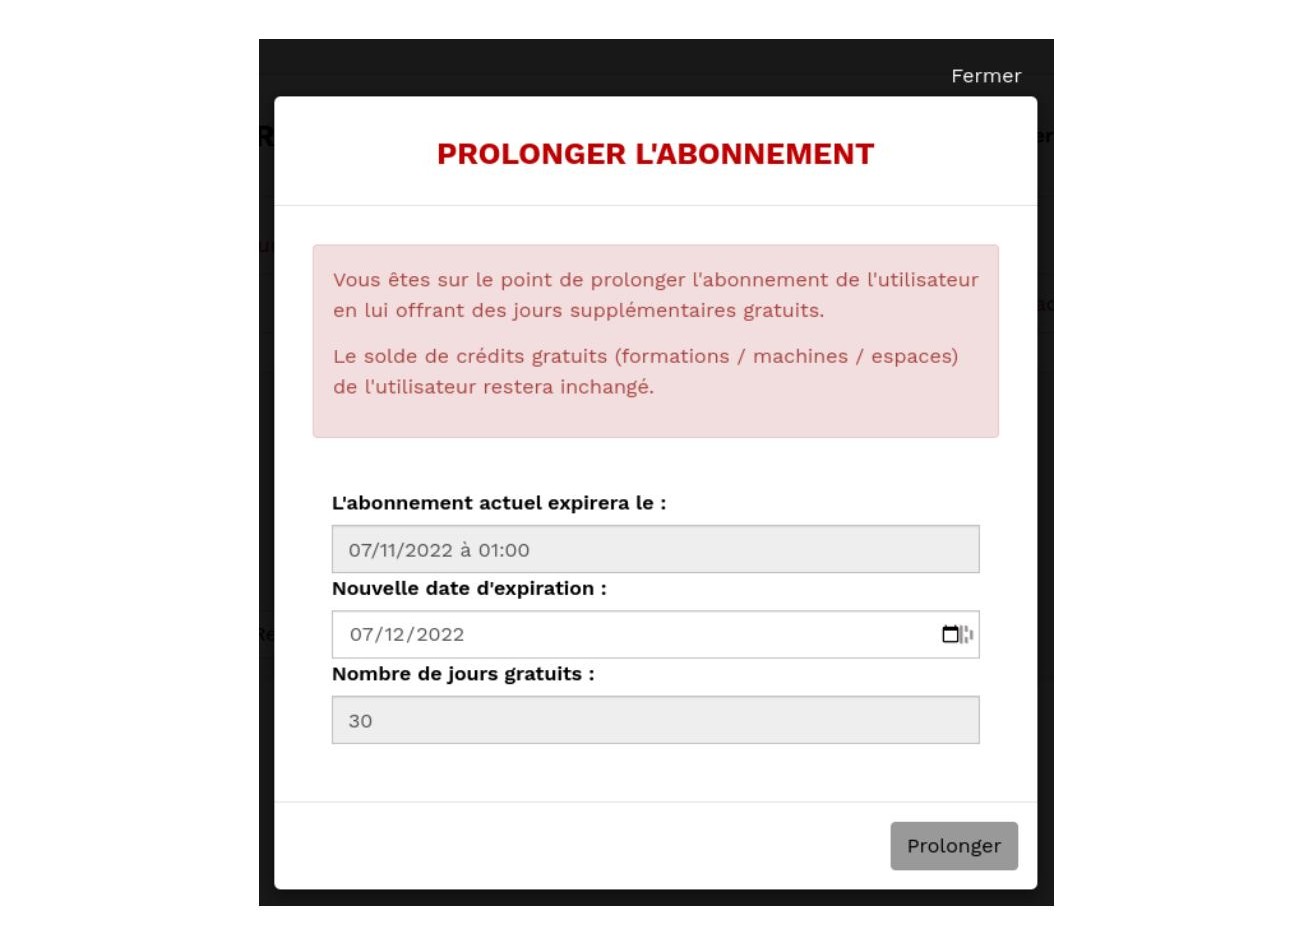 Fermer
PROLONGER L'ABONNEMENT
Vous êtes sur le point de prolonger l'abonnement de l'utilisateur
en lui offrant des jours supplémentaires gratuits.
Le solde de crédits gratuits (formations / machines / espaces)
de l'utilisateur restera inchangé.
L'abonnement actuel expirera le :
07/11/2022 à 01:00
Nouvelle date d'expiration :
07/12/2022
Nombre de jours gratuits :
30
Prolonger